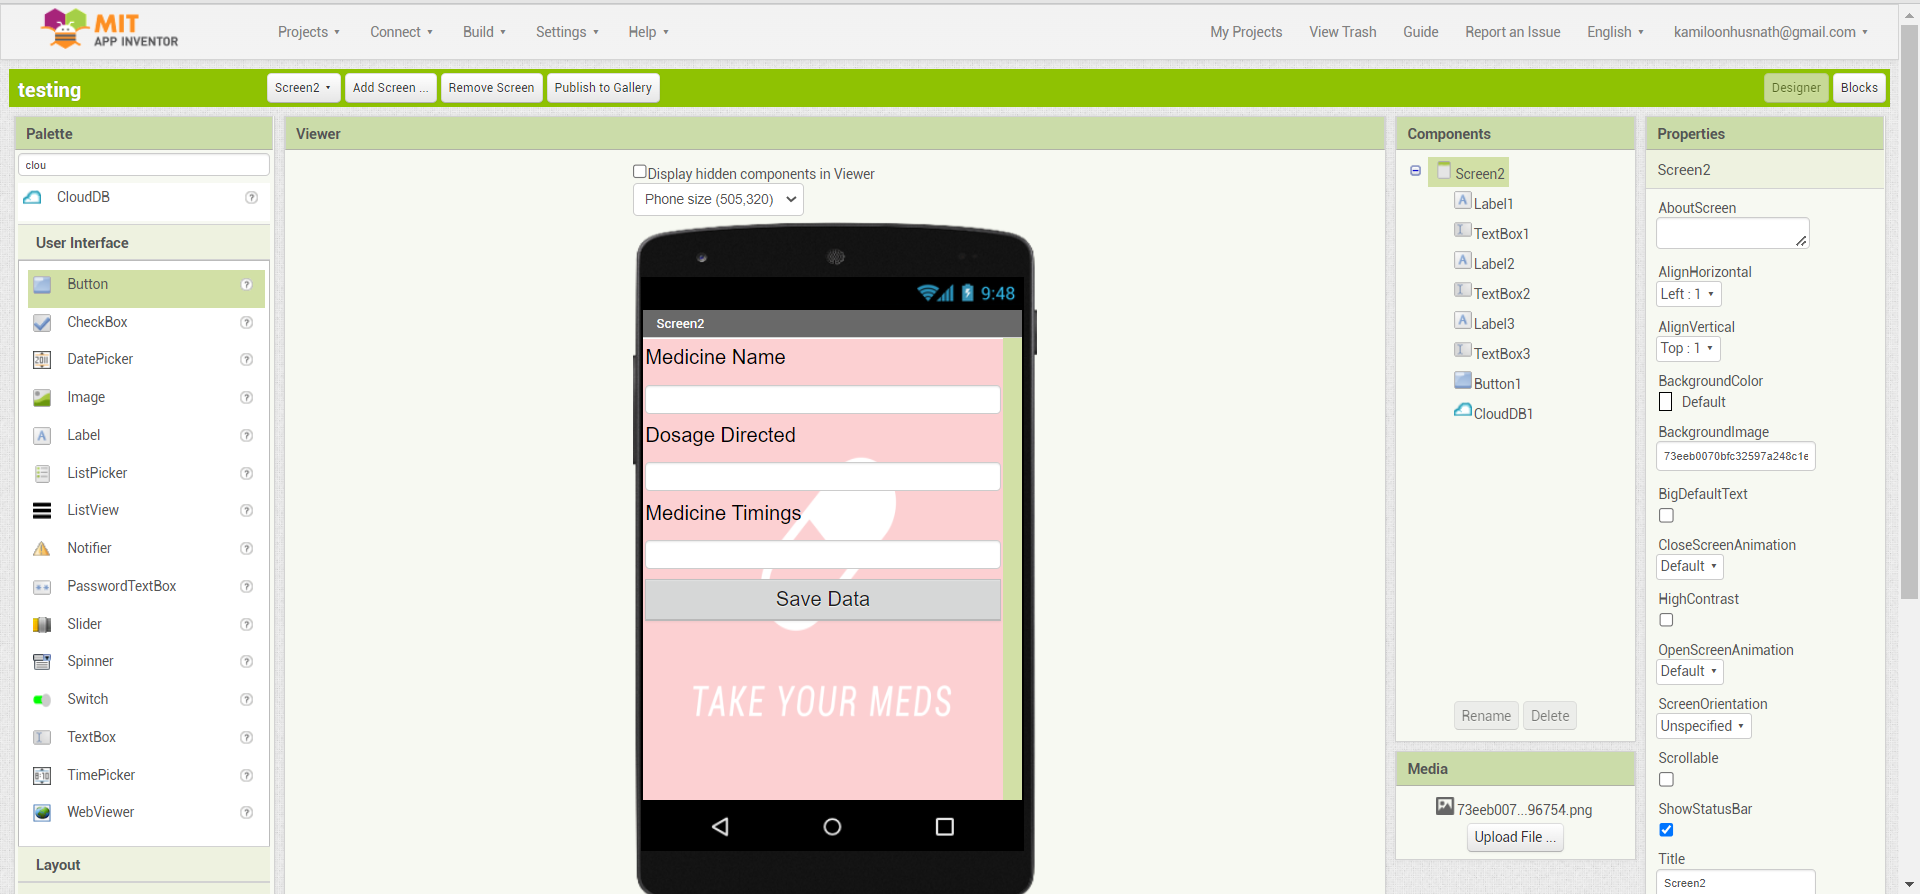 MIT
APP INVENTOR
Projects Connect Build Settings Help My Projects View Trash Guide Report an Issue English kamiloonhusnath@gmail.com
testing Screen2 Add Screen ... Remove Screen Publish to Gallery Designer Blocks
Palette
clou
CloudDB
User Interface
Button
CheckBox
DatePicker
Image
Label
ListPicker
ListView
Notifier
PasswordTextBox
Slider
Spinner
Switch
TextBox
TimePicker
WebViewer
Layout
Viewer
Display hidden components in Viewer
Phone size (505,320)
9:48
Screen2
Medicine Name
Dosage Directed
Medicine Timings
Save Data
TAKE YOUR MEDS
Components
Screen2
Label1
TextBox1
Label2
TextBox2
Label3
TextBox3
Button1
CloudDB1
Rename Delete
Media
73eeb007...96754.png
Upload File ...
Properties
Screen2
AboutScreen
AlignHorizontal
Left : 1
AlignVertical
Top : 1
BackgroundColor
Default
BackgroundImage
73eeb0070bfc32597a248c1e
BigDefaultText
CloseScreenAnimation
Default
HighContrast
OpenScreenAnimation
Default
ScreenOrientation
Unspecified
Scrollable
ShowStatusBar
Title
Screen2